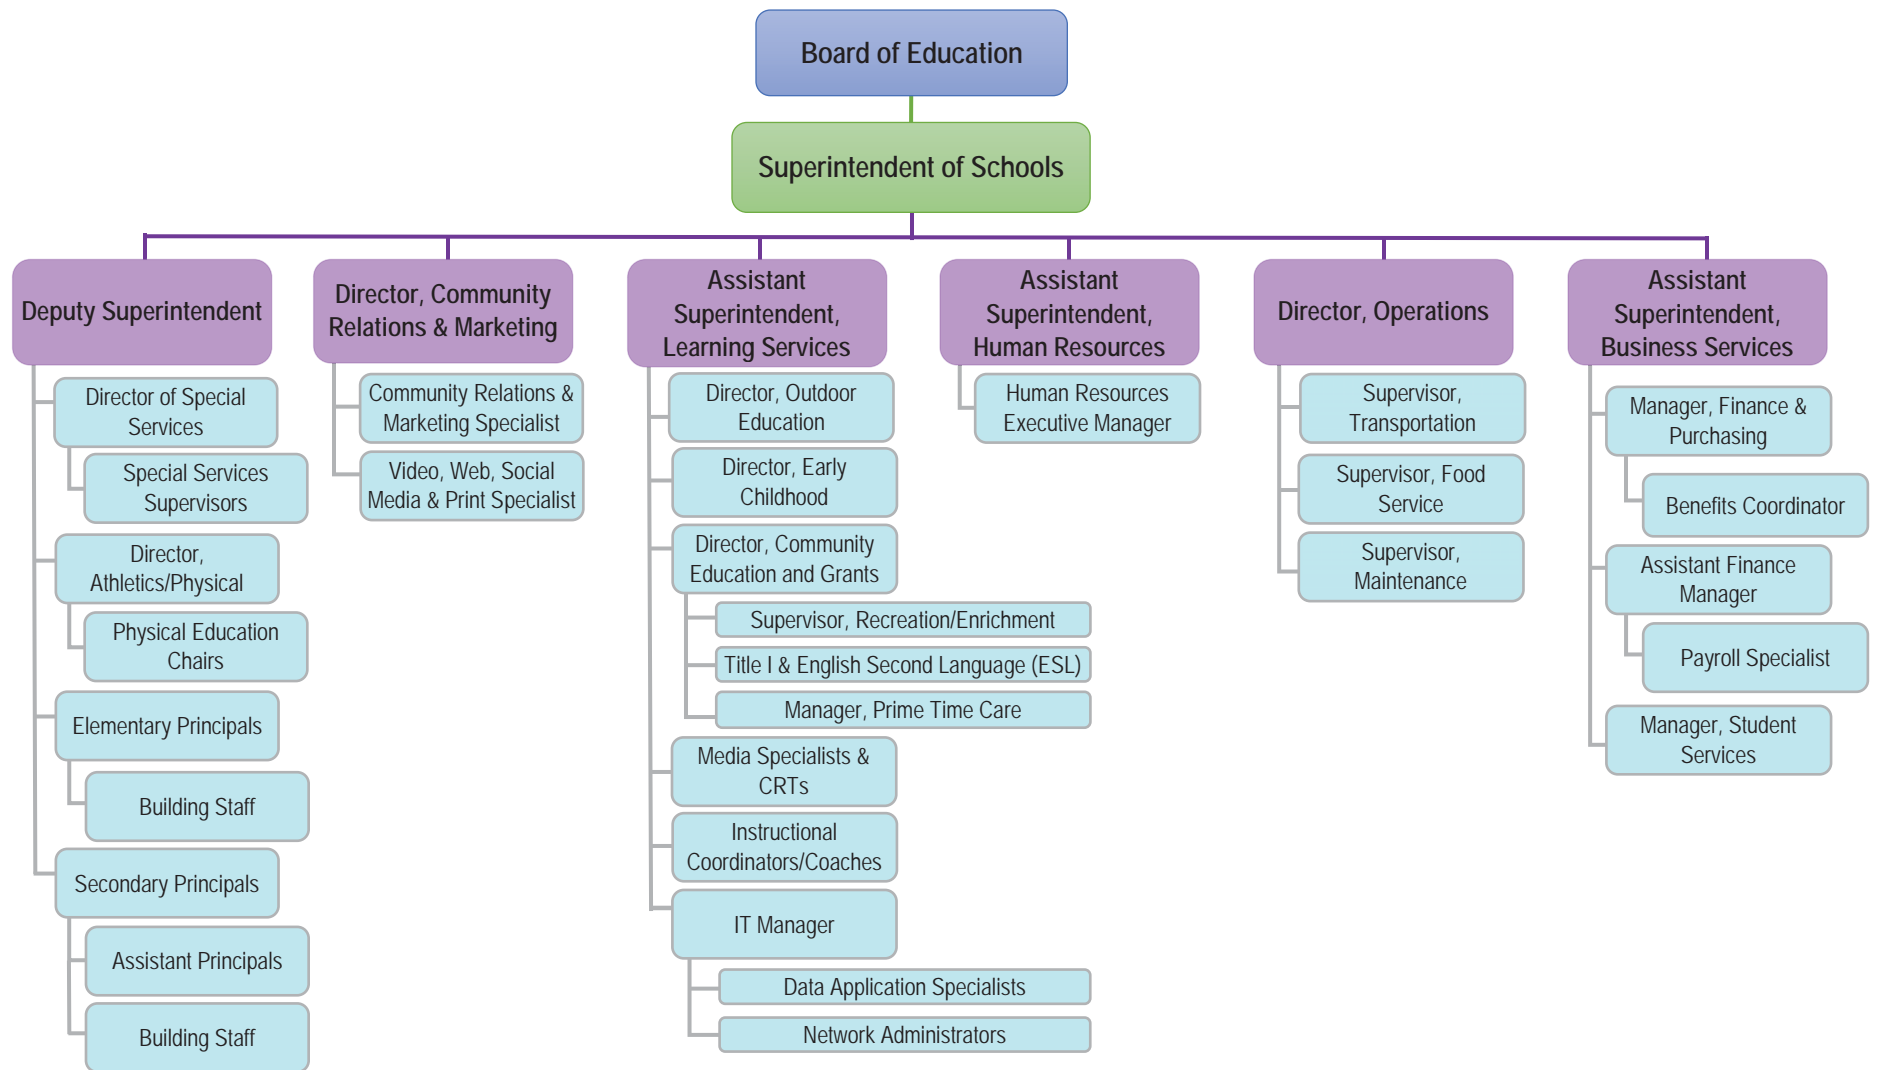 Board of Education
Superintendent of Schools
Deputy Superintendent
Director of Special
Services
Special Services
Supervisors
Director,
Athletics/Physical
Physical Education
Chairs
Elementary Principals
Building Staff
Secondary Principals
Assistant Principals
Building Staff
Director, Community
Relations & Marketing
Community Relations &
Marketing Specialist
Video, Web, Social
Media & Print Specialist
Assistant
Superintendent,
Learning Services
Director, Outdoor
Education
Director, Early
Childhood
Director, Community
Education and Grants
Supervisor, Recreation/Enrichment
Title I & English Second Language (ESL)
Manager, Prime Time Care
Media Specialists &
CRTs
Instructional
Coordinators/Coaches
IT Manager
Data Application Specialists
Network Administrators
Assistant
Superintendent,
Human Resources
Human Resources
Executive Manager
Director, Operations
Supervisor,
Transportation
Supervisor, Food
Service
Supervisor,
Maintenance
Assistant
Superintendent,
Business Services
Manager, Finance &
Purchasing
Benefits Coordinator
Assistant Finance
Manager
Payroll Specialist
Manager, Student
Services